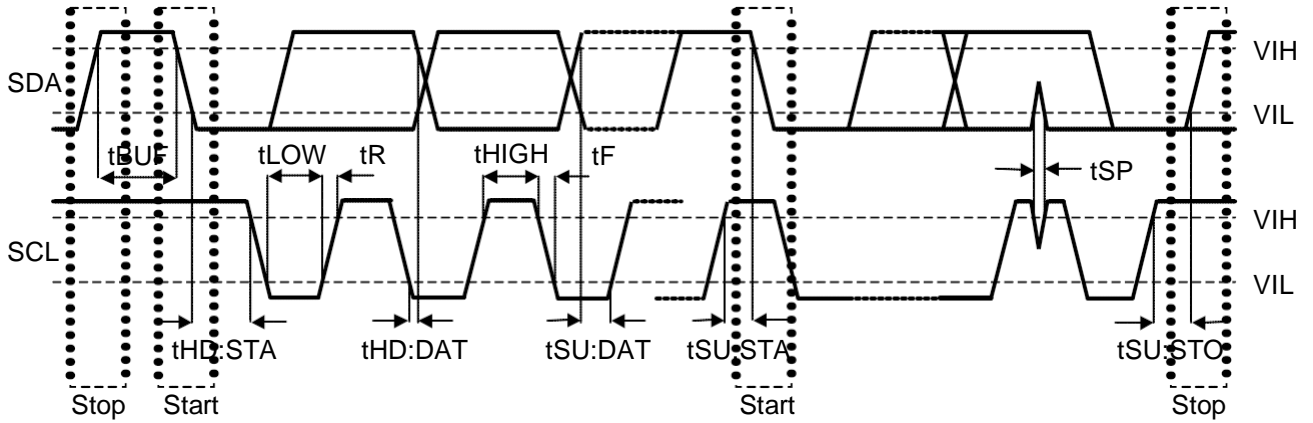 VIH
SDA
VIL
tBUF
tLOW
tR
tHIGH
tF
tSP
VIH
SCL
VIL
tHD:STA
tHD:DAT
tSU:DAT
tSU:STA
tSU:STO
Stop
Start
Start
Stop